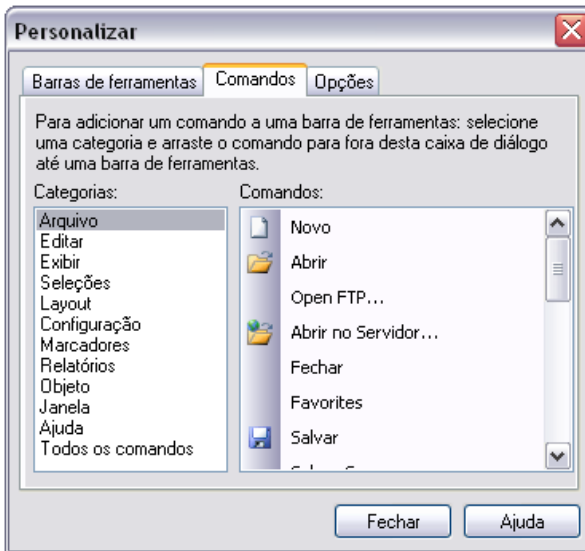 Personalizar
Barras de ferramentas Comandos Opções
Para adicionar um comando a uma barra de ferramentas: selecione
uma categoria e arraste o comando para fora desta caixa de diálogo
até uma barra de ferramentas.
Categorias:
Arquivo
Editar
Exibir
Seleções
Layout
Configuração
Marcadores
Relatórios
Objeto
Janela
Ajuda
Todos os comandos
Comandos:
Novo
Abrir
Open FTP...
Abrir no Servidor...
Fechar
Favorites
Salvar
Fechar Ajuda